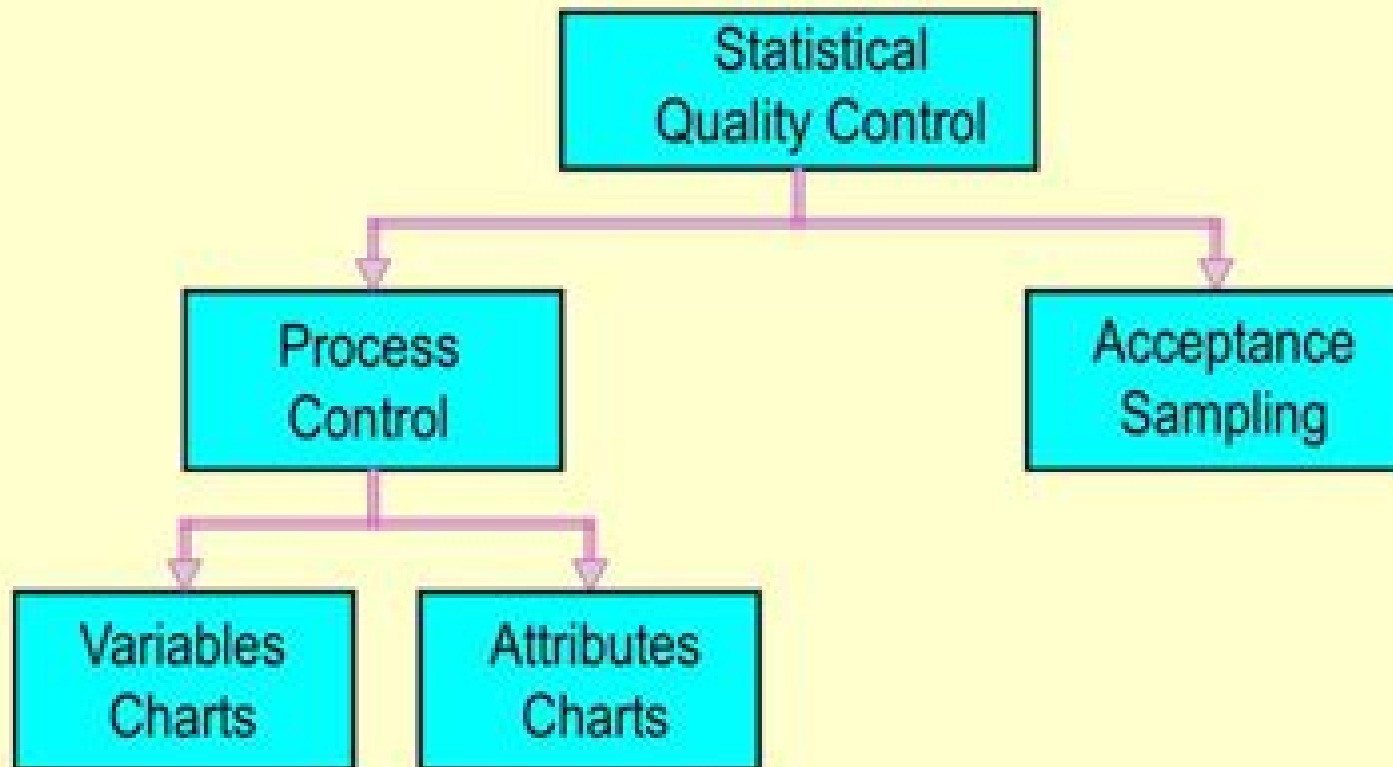 Statistical
Quality Control
Process
Control
Acceptance
Sampling
Variables
Charts
Attributes
Charts